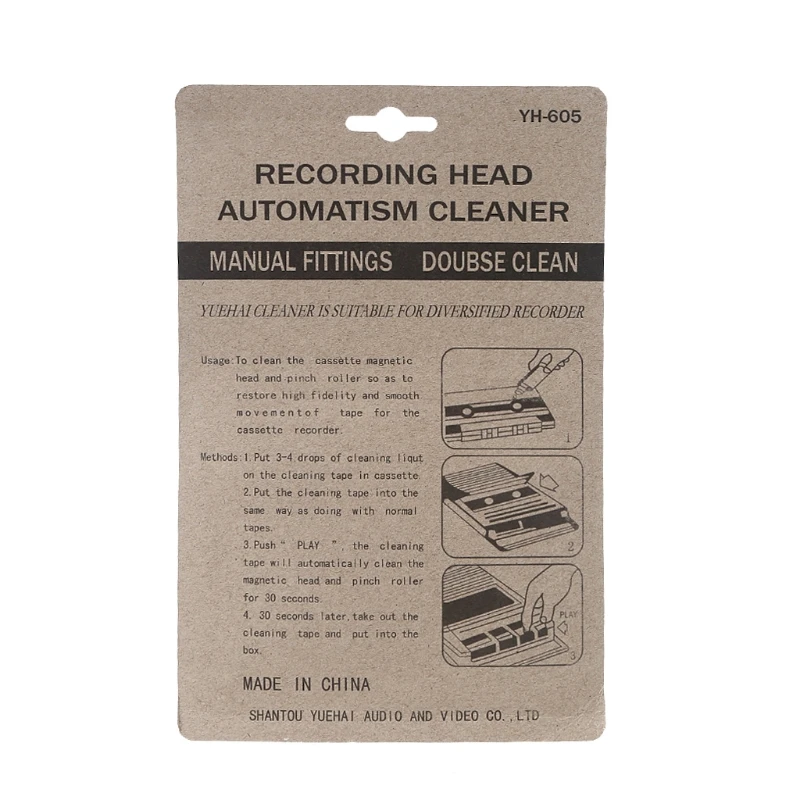 YH-605
RECORDING HEAD
AUTOMATISM CLEANER
MANUAL FITTINGS DOUBSE CLEAN
YUEHAI CLEANER IS SUITABLE FOR DIVERSIFIED RECORDER
Usage:To clean the cassette magnetic
head and pinch roller so as to
restore high fidelity and smooth
movementof tape for the
cassette recorder.
1
Methods:1.Put 3-4 drops of cleaning liqut
on the cleaning tape in cassette.
2.Put the cleaning tape into the
same way as doing with normal
tapes.
2
3.Push " PLAY ", the cleaning
tape will automatically clean the
magnetic head and pinch roller
for 30 seconds.
4. 30 seconds later,take out the
cleaning tape and put into the
box.
PLAY
3
MADE IN CHINA
SHANTOU YUEHAI AUDIO AND VIDEO CO.,LTD